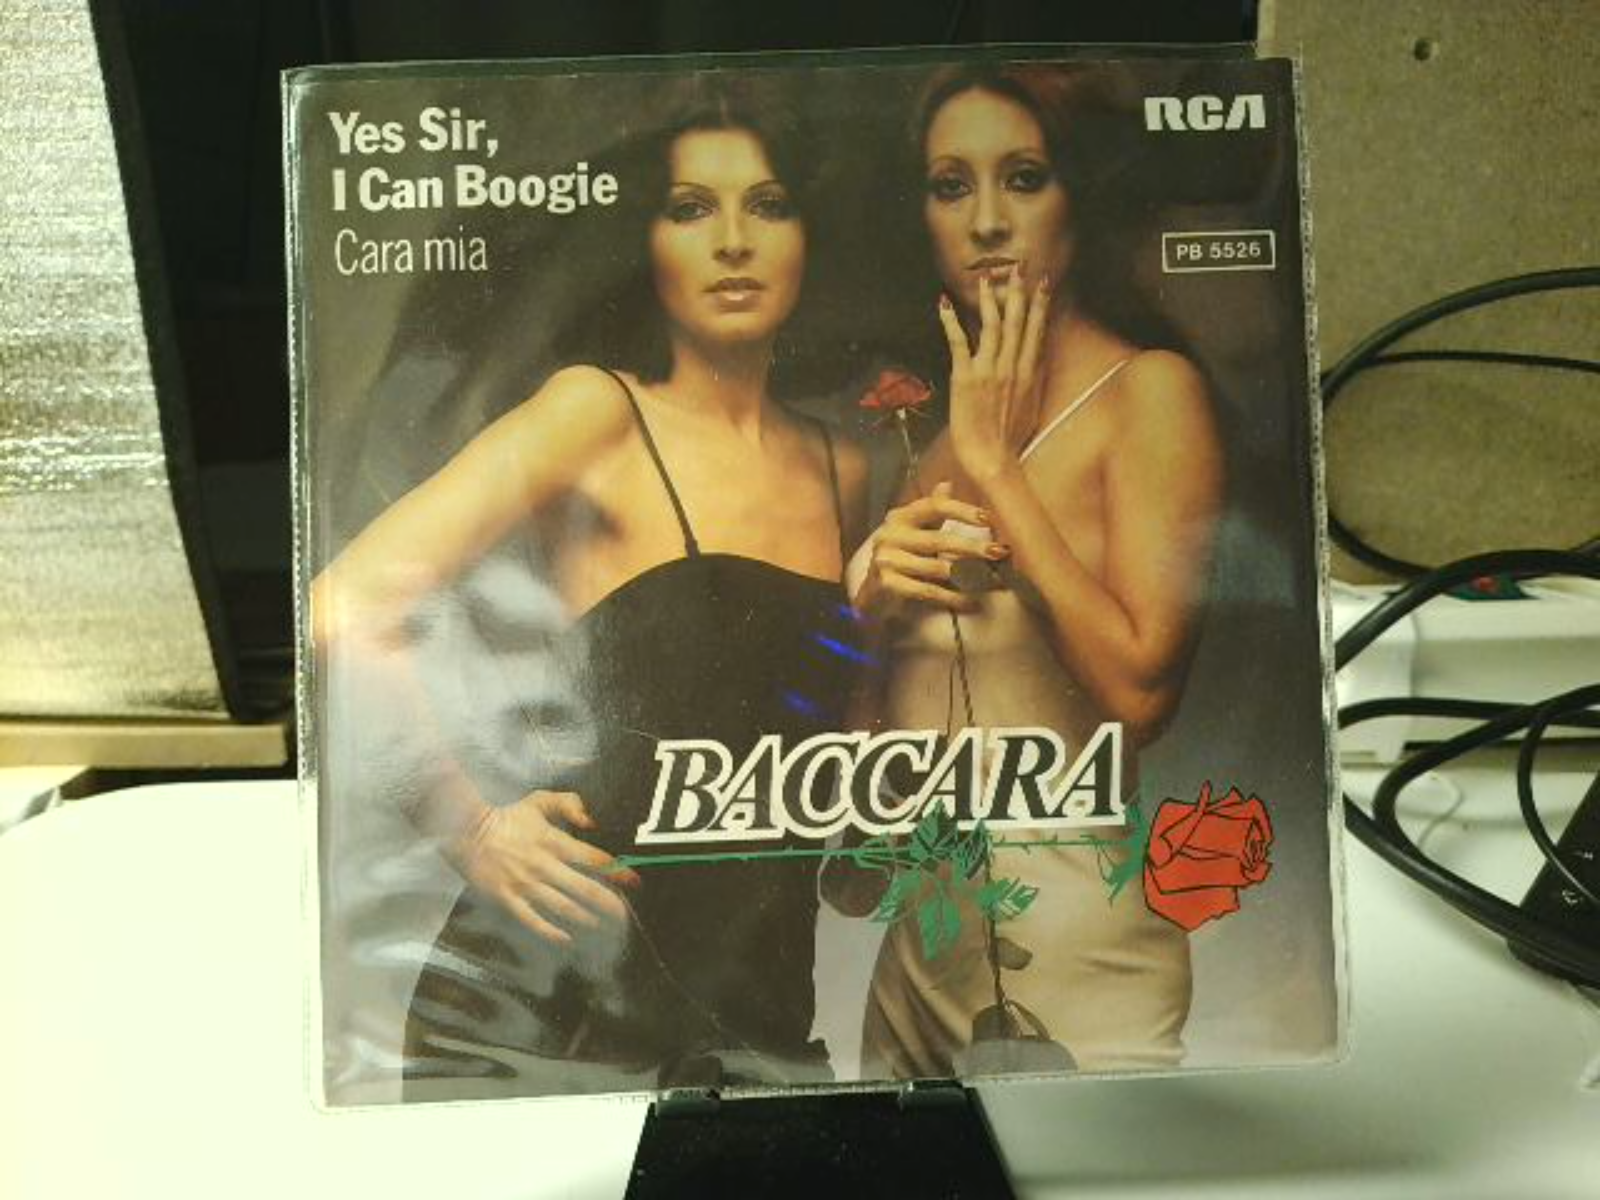 Yes Sir,
I Can Boogie
Cara mia
RCA
PB 5526
BACCARA